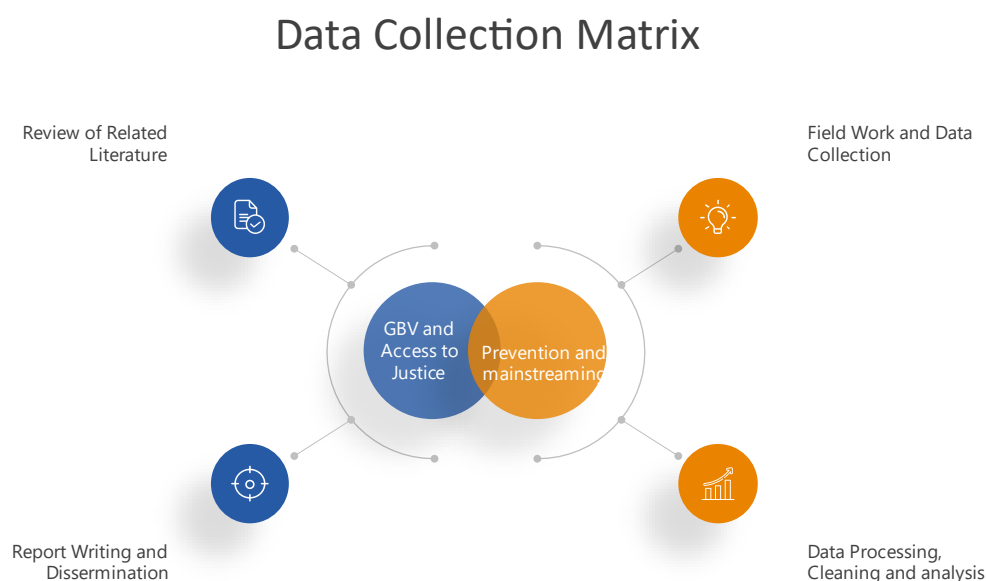 Data Collection Matrix
Review of Related
Literature
Field Work and Data
Collection
GBV and
Access to
Justice
Prevention and
mainstreaming
Report Writing and
Dissemination
Data Processing,
Cleaning and analysis